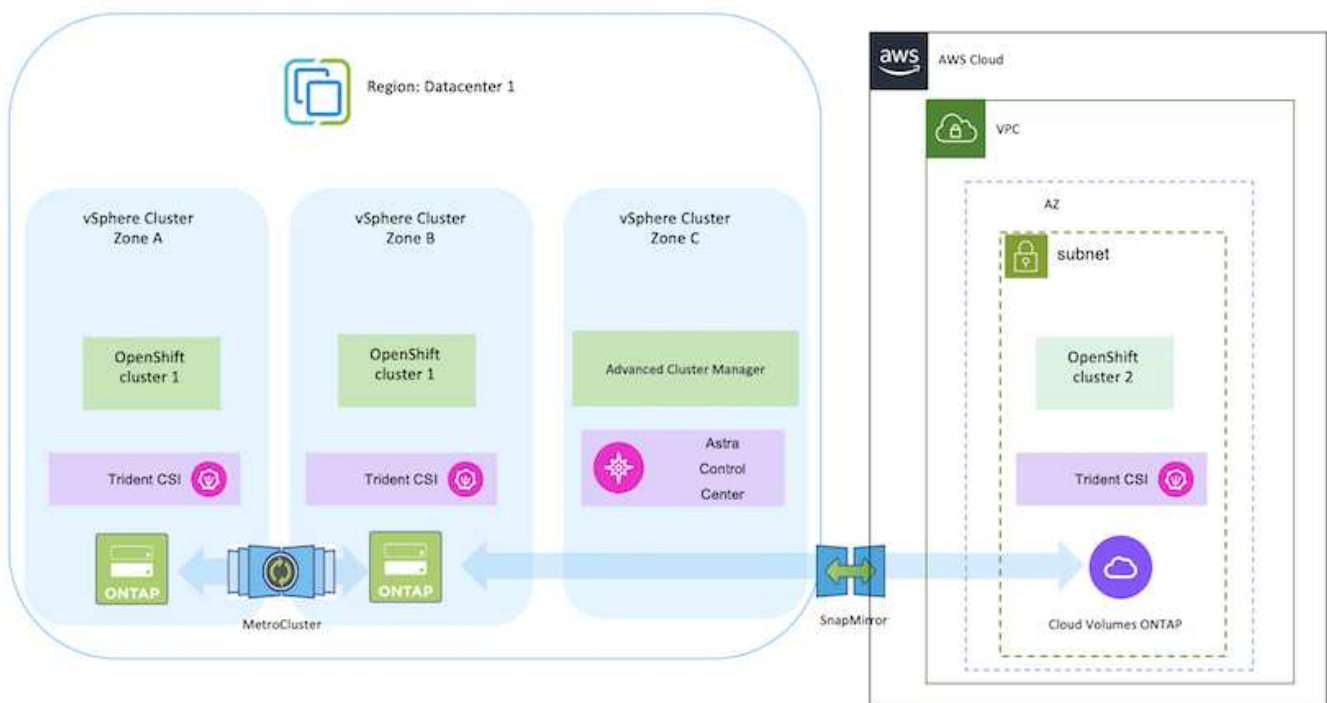 Region: Datacenter 1
aws
AWS Cloud
VPC
AZ
subnet
vSphere Cluster
Zone A
vSphere Cluster
Zone B
vSphere Cluster
Zone C
OpenShift
cluster 1
OpenShift
cluster 1
Advanced Cluster Manager
OpenShift
cluster 2
Trident CSI
Trident CSI
Astra
Control
Center
Trident CSI
ONTAP
ONTAP
MetroCluster
SnapMirror
Cloud Volumes ONTAP